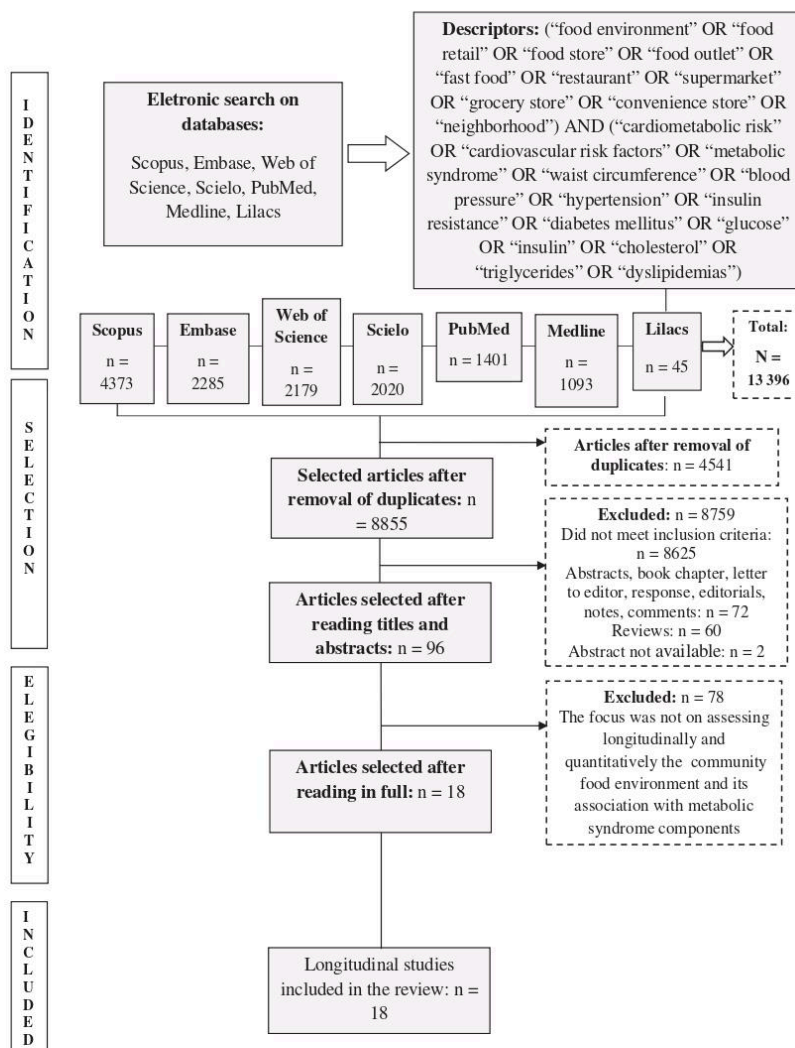 Descriptors: (“food environment” OR “food
retail” OR “food store” OR “food outlet” OR
“fast food” OR “restaurant” OR “supermarket”
OR “grocery store” OR “convenience store” OR
“neighborhood”) AND (“cardiometabolic risk”
OR “cardiovascular risk factors” OR “metabolic
syndrome” OR “waist circumference” OR “blood
pressure” OR “hypertension” OR “insulin
resistance” OR “diabetes mellitus” OR “glucose”
OR “insulin” OR “cholesterol” OR
“triglycerides” OR “dyslipidemias”)
IDENTIFICATION
Eletronic search on
databases:
Scopus, Embase, Web of
Science, Scielo, PubMed,
Medline, Lilacs
Scopus
n =
4373
Embase
n =
2285
Web of
Science
n =
2179
Scielo
n =
2020
PubMed
n = 1401
Medline
n =
1093
Lilacs
n = 45
Total:
N =
13 396
SELECTION
Articles after removal of
duplicates: n = 4541
Selected articles after
removal of duplicates: n
= 8855
Excluded: n = 8759
Did not meet inclusion criteria:
n = 8625
Abstracts, book chapter, letter
to editor, response, editorials,
notes, comments: n = 72
Reviews: n = 60
Abstract not available: n = 2
Articles selected after
reading titles and
abstracts: n = 96
ELEGIBILITY
Excluded: n = 78
The focus was not on assessing
longitudinally and
quantitatively the community
food environment and its
association with metabolic
syndrome components
Articles selected after
reading in full: n = 18
INCLUDED
Longitudinal studies
included in the review: n =
18